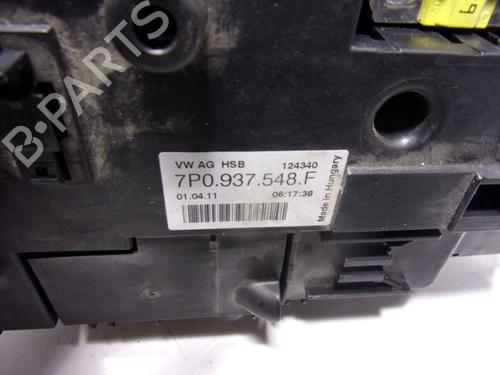 VW AG HSB 124340
7P0.937.548.F
01.04.11 06:17:38
Made in Hungary
B-PARTS